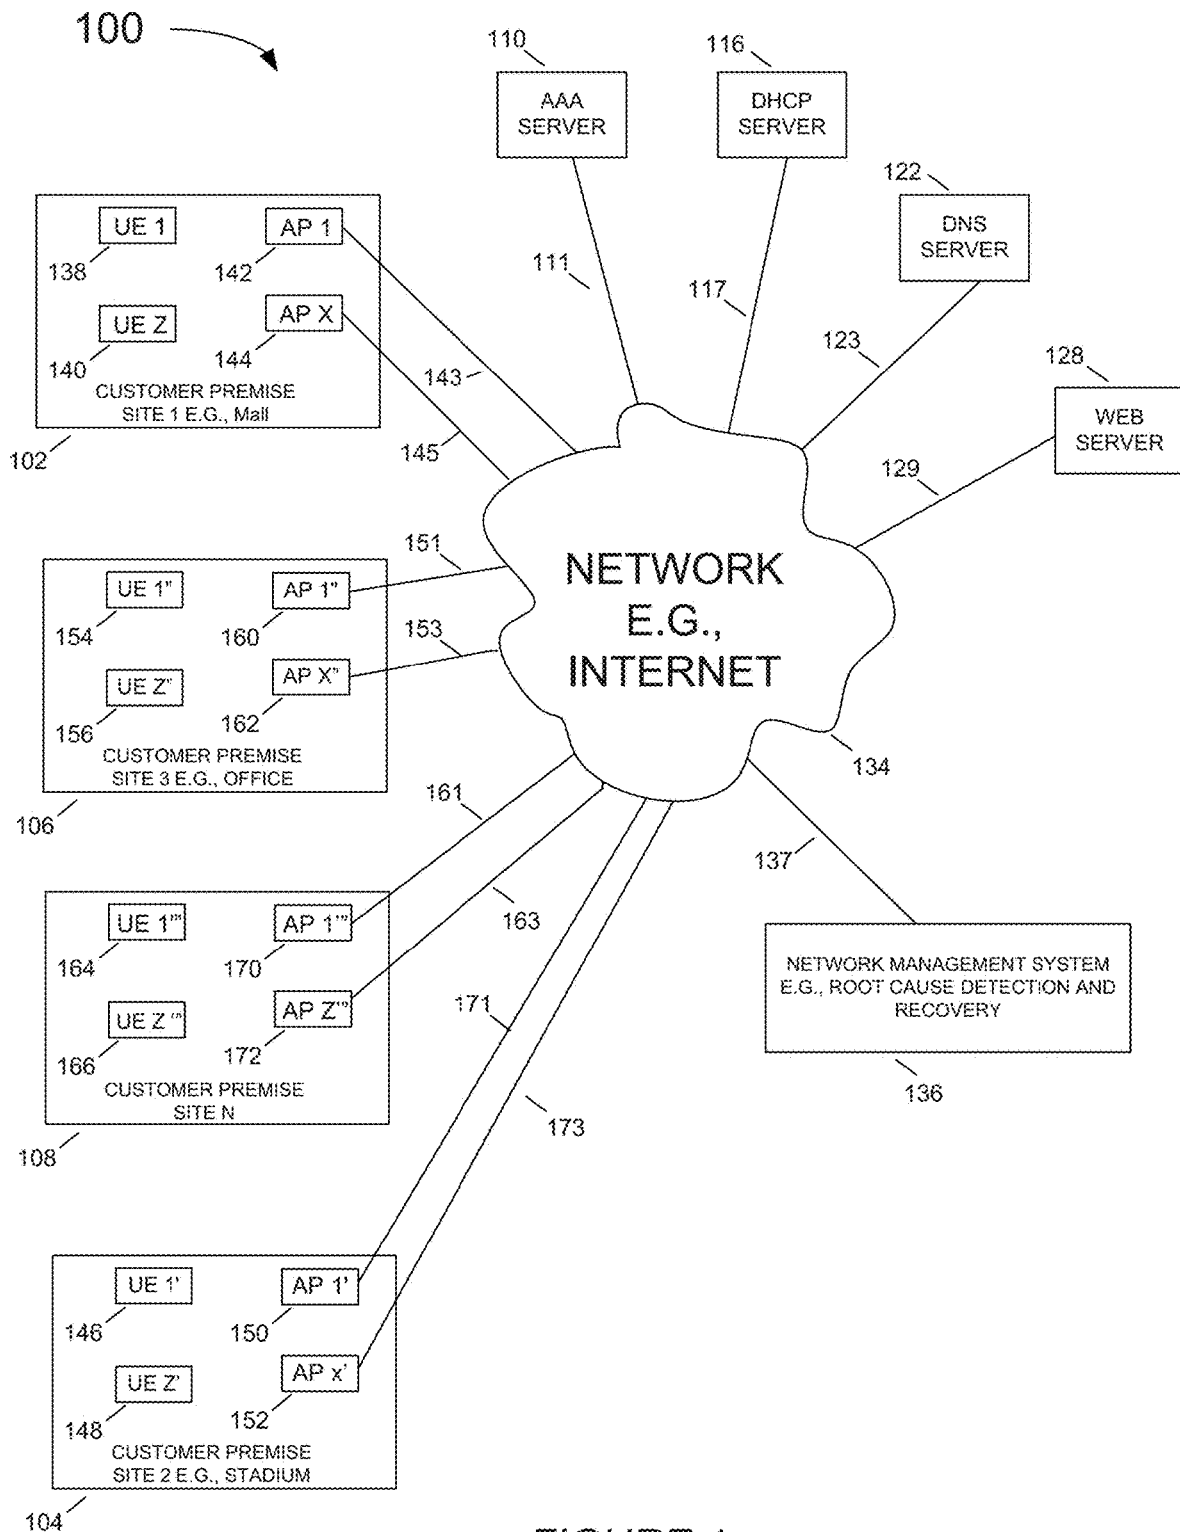 100
110
AAA
SERVER
116
DHCP
SERVER
122
DNS
SERVER
128
WEB
SERVER
111
117
123
129
UE 1
138
AP 1
142
UE Z
140
AP X
144
CUSTOMER PREMISE
SITE 1 E.G., Mall
102
143
145
NETWORK
E.G.,
INTERNET
134
UE 1"
154
AP 1"
160
UE Z"
156
AP X"
162
CUSTOMER PREMISE
SITE 3 E.G., OFFICE
106
151
153
UE 1'"
164
AP 1'"
170
UE Z'"
166
AP Z'"
172
CUSTOMER PREMISE
SITE N
108
161
163
171
173
137
NETWORK MANAGEMENT SYSTEM
E.G., ROOT CAUSE DETECTION AND
RECOVERY
136
UE 1'
146
AP 1'
150
UE Z'
148
AP x'
152
CUSTOMER PREMISE
SITE 2 E.G., STADIUM
104